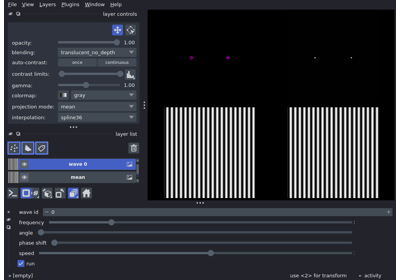 File View Layers Plugins Window Help
layer controls
opacity: 1.00
blending: translucent_no_depth
auto-contrast: once continuous
contrast limits:
gamma: 1.00
colormap: gray
projection mode: mean
interpolation: spline36
layer list
wave 0
mean
wave id 0
frequency
angle
phase shift
speed
run
[empty] use <2> for transform activity